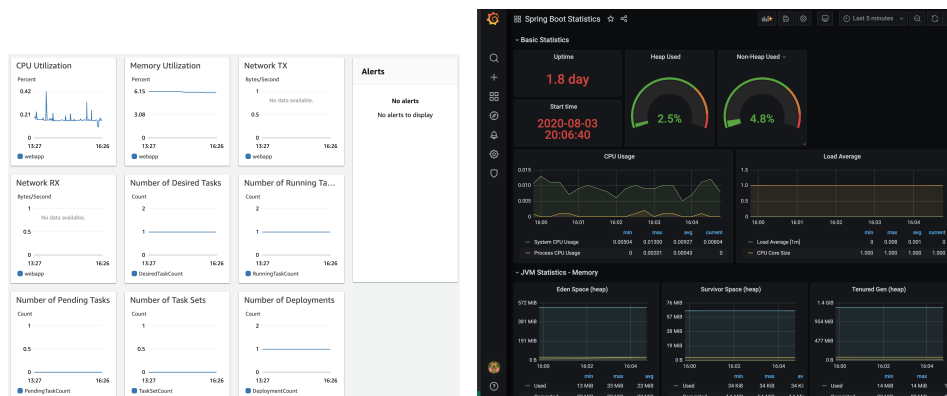 CPU Utilization
Percent
0.42
0.21
0
13:27 16:26
webapp
Memory Utilization
Percent
6.15
3.08
0
13:27 16:26
webapp
Network TX
Bytes/Second
1
No data available.
0.5
0
13:27 16:26
webapp
Alerts
No alerts
No alerts to display
Network RX
Bytes/Second
1
No data available.
0.5
0
13:27 16:26
webapp
Number of Desired Tasks
Count
2
1
0
13:27 16:26
DesiredTaskCount
Number of Running Ta...
Count
2
1
0
13:27 16:26
RunningTaskCount
Number of Pending Tasks
Count
1
0.5
0
13:27 16:26
PendingTaskCount
Number of Task Sets
Count
1
0.5
0
13:27 16:26
TaskSetCount
Number of Deployments
Count
2
1
0
13:27 16:26
DeploymentCount
Spring Boot Statistics
Last 5 minutes
Basic Statistics
Uptime
1.8 day
Start time
2020-08-03
20:06:40
Heap Used
2.5%
Non-Heap Used
4.8%
CPU Usage
0.015
0.010
0.005
0
16:00 16:01 16:02 16:03 16:04
min max avg current
System CPU Usage 0.00504 0.01300 0.00927 0.00804
Process CPU Usage 0 0.00201 0.00043 0
Load Average
1.5
1.0
0.5
0
16:00 16:01 16:02 16:03 16:04
min max avg current
Load Average [1m] 0 0.008 0.001 0
CPU Core Size 1.000 1.000 1.000 1.000
JVM Statistics - Memory
Eden Space (heap)
572 MiB
381 MiB
191 MiB
0 B
16:00 16:02 16:04
min max avg
Used 13 MiB 33 MiB 23 MiB
Survivor Space (heap)
76 MiB
57 MiB
38 MiB
19 MiB
0 B
16:00 16:02 16:04
min max av
Used 34 KiB 34 KiB 34 Ki
Tenured Gen (heap)
1.4 GiB
954 MiB
477 MiB
0 B
16:00 16:02 16:04
min max
Used 14 MiB 14 MiB 1